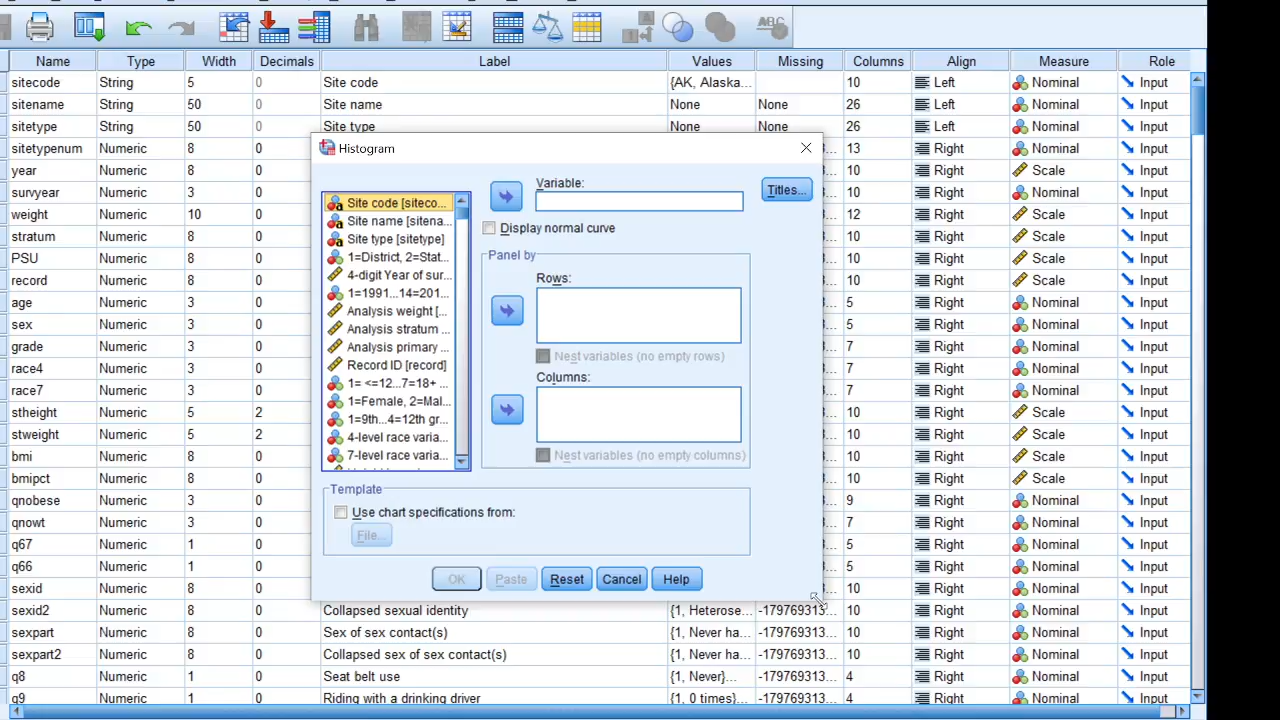 ABC
Name Type Width Decimals Label Values Missing Columns Align Measure Role
sitecode String 5 0 Site code {AK, Alaska... 10 Left Nominal Input
sitename String 50 0 Site name None None 26 Left Nominal Input
sitetype String 50 0 Site type None None 26 Left Nominal Input
sitetypenum Numeric 8 13 Right Nominal Input
year Numeric 8 0 Right Scale Input
survyear Numeric 3 0 10 Right Nominal Input
weight Numeric 10 0 12 Right Scale Input
stratum Numeric 8 0 10 Right Scale Input
PSU Numeric 8 0 10 Right Scale Input
record Numeric 8 0 10 Right Scale Input
age Numeric 3 0 5 Right Nominal Input
sex Numeric 3 0 5 Right Nominal Input
grade Numeric 3 0 7 Right Nominal Input
race4 Numeric 3 0 7 Right Nominal Input
race7 Numeric 3 0 7 Right Nominal Input
stheight Numeric 5 2 10 Right Scale Input
stweight Numeric 5 2 10 Right Scale Input
bmi Numeric 8 0 10 Right Scale Input
bmipct Numeric 8 0 10 Right Scale Input
qnobese Numeric 3 0 9 Right Nominal Input
qnowt Numeric 3 0 7 Right Nominal Input
q67 Numeric 1 0 5 Right Nominal Input
q66 Numeric 1 0 5 Right Nominal Input
sexid Numeric 8 0 10 Right Nominal Input
sexid2 Numeric 8 0 Collapsed sexual identity {1, Heterose... -179769313... 10 Right Nominal Input
sexpart Numeric 8 0 Sex of sex contact(s) {1, Never ha... -179769313... 10 Right Nominal Input
sexpart2 Numeric 8 0 Collapsed sex of sex contact(s) {1, Never ha... -179769313... 10 Right Nominal Input
q8 Numeric 1 0 Seat belt use {1, Never}... -179769313... 4 Right Nominal Input
q9 Numeric 1 0 Riding with a drinking driver {1, 0 times}... -179769313... 4 Right Nominal Input
Histogram
Site code [siteco...
Site name [sitena...
Site type [sitetype]
1=District, 2=Stat...
4-digit Year of sur...
1=1991...14=201...
Analysis weight [...
Analysis stratum ...
Analysis primary ...
Record ID [record]
1= <=12...7=18+ ...
1=Female, 2=Mal...
1=9th...4=12th gr...
4-level race varia...
7-level race varia...
Variable:
Titles...
Display normal curve
Panel by
Rows:
Nest variables (no empty rows)
Columns:
Nest variables (no empty columns)
Template
Use chart specifications from:
File...
OK Paste Reset Cancel Help